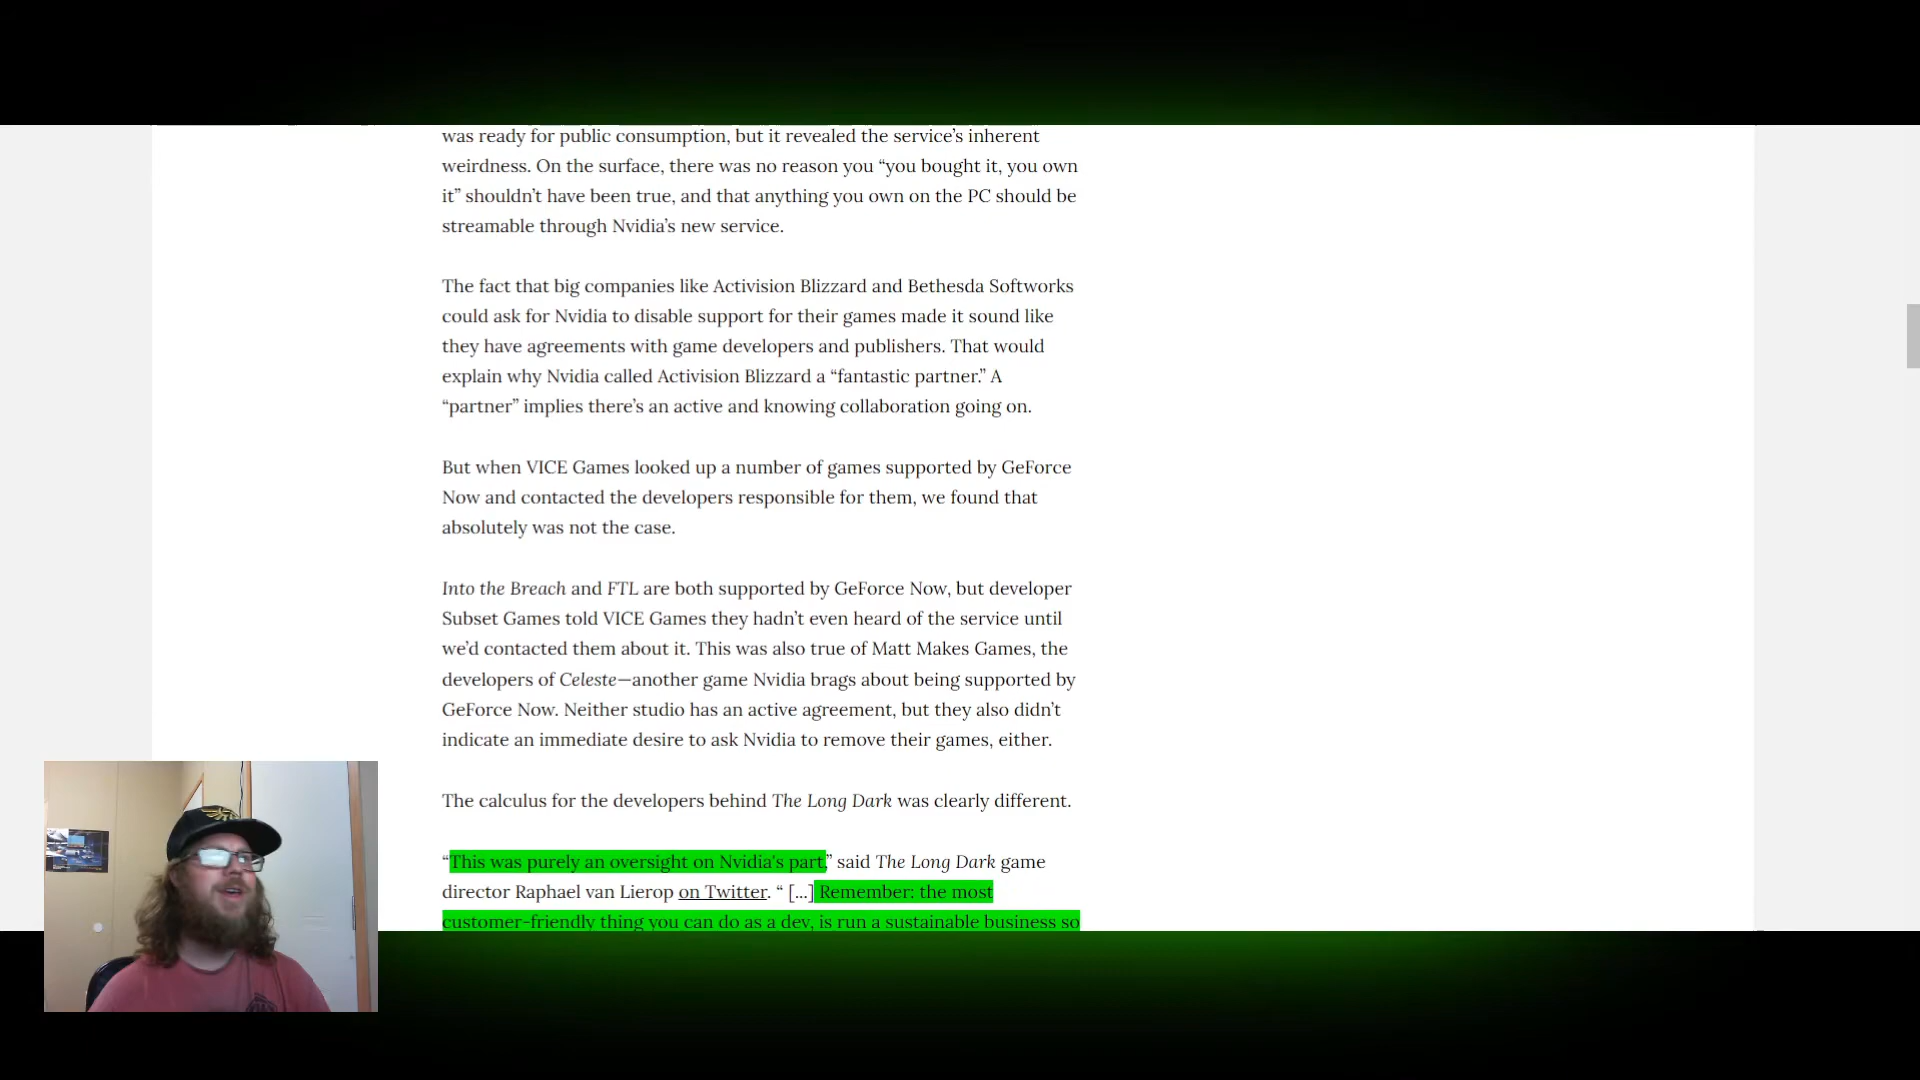 was ready for public consumption, but it revealed the service’s inherent
weirdness. On the surface, there was no reason you “you bought it, you own
it” shouldn’t have been true, and that anything you own on the PC should be
streamable through Nvidia’s new service.
The fact that big companies like Activision Blizzard and Bethesda Softworks
could ask for Nvidia to disable support for their games made it sound like
they have agreements with game developers and publishers. That would
explain why Nvidia called Activision Blizzard a “fantastic partner.” A
“partner” implies there’s an active and knowing collaboration going on.
But when VICE Games looked up a number of games supported by GeForce
Now and contacted the developers responsible for them, we found that
absolutely was not the case.
Into the Breach and FTL are both supported by GeForce Now, but developer
Subset Games told VICE Games they hadn’t even heard of the service until
we’d contacted them about it. This was also true of Matt Makes Games, the
developers of Celeste—another game Nvidia brags about being supported by
GeForce Now. Neither studio has an active agreement, but they also didn’t
indicate an immediate desire to ask Nvidia to remove their games, either.
The calculus for the developers behind The Long Dark was clearly different.
“This was purely an oversight on Nvidia's part,” said The Long Dark game
director Raphael van Lierop on Twitter. “ [...] Remember: the most
customer-friendly thing you can do as a dev, is run a sustainable business so